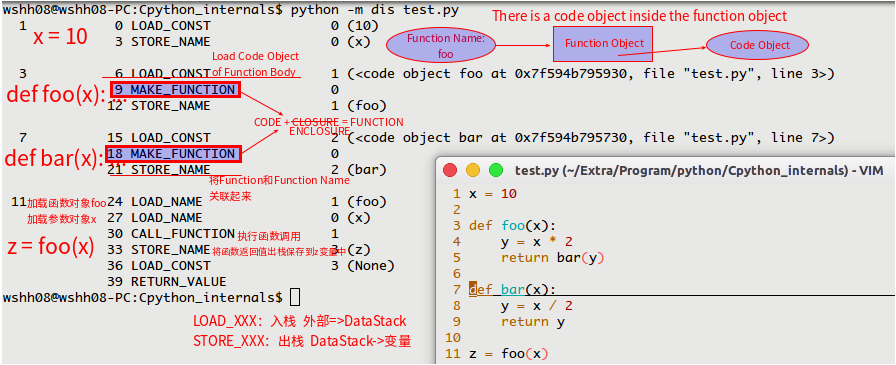 wshh08@wshh08-PC:Cpython_internals$ python -m dis test.py
There is a code object inside the function object
1 0 LOAD_CONST 0 (10)
x = 10
3 STORE_NAME 0 (x)
Function Name:
foo
Function Object
Code Object
Load Code Object
of Function Body
3 6 LOAD_CONST 1 (<code object foo at 0x7f594b795930, file "test.py", line 3>)
def foo(x): ...
9 MAKE_FUNCTION 0
12 STORE_NAME 1 (foo)
CODE + CLOSURE = FUNCTION
ENCLOSURE
7 15 LOAD_CONST 2 (<code object bar at 0x7f594b795730, file "test.py", line 7>)
def bar(x): ...
18 MAKE_FUNCTION 0
21 STORE_NAME 2 (bar)
将Function和Function Name
关联起来
11 加载函数对象foo 24 LOAD_NAME 1 (foo)
加载参数对象x 27 LOAD_NAME 0 (x)
z = foo(x)
30 CALL_FUNCTION 执行函数调用 1
33 STORE_NAME 将函数返回值出栈保存到z变量中 3 (z)
36 LOAD_CONST 3 (None)
39 RETURN_VALUE
wshh08@wshh08-PC:Cpython_internals$
LOAD_XXX：入栈 外部=>DataStack
STORE_XXX：出栈 DataStack->变量
test.py (~/Extra/Program/python/Cpython_internals) - VIM
1 x = 10
2
3 def foo(x):
4 y = x * 2
5 return bar(y)
6
7 def bar(x):
8 y = x / 2
9 return y
10
11 z = foo(x)